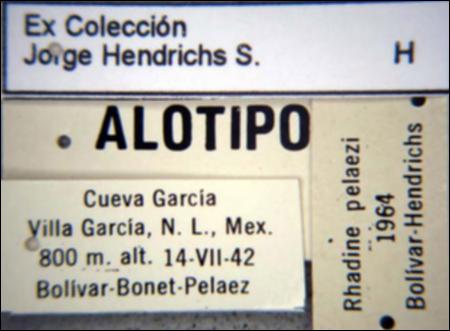 Ex Colección
Jorge Hendrichs S. H
ALOTIPO
Cueva García
Villa García, N. L., Mex.
800 m. alt. 14-VII-42
Bolívar-Bonet-Pelaez
Rhadine pelaezi
1964
Bolívar-Hendrichs